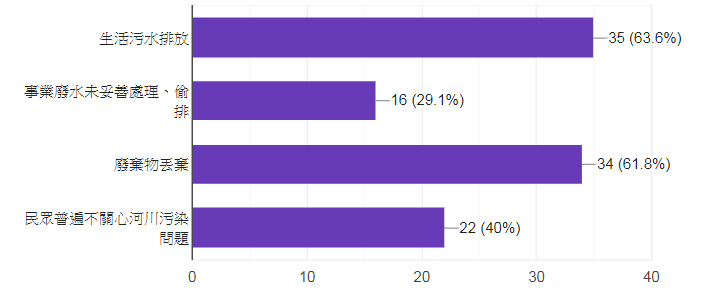 生活污水排放
35 (63.6%)
事業廢水未妥善處理、偷
排
16 (29.1%)
廢棄物丟棄
34 (61.8%)
民眾普遍不關心河川污染
問題
22 (40%)
0
10
20
30
40